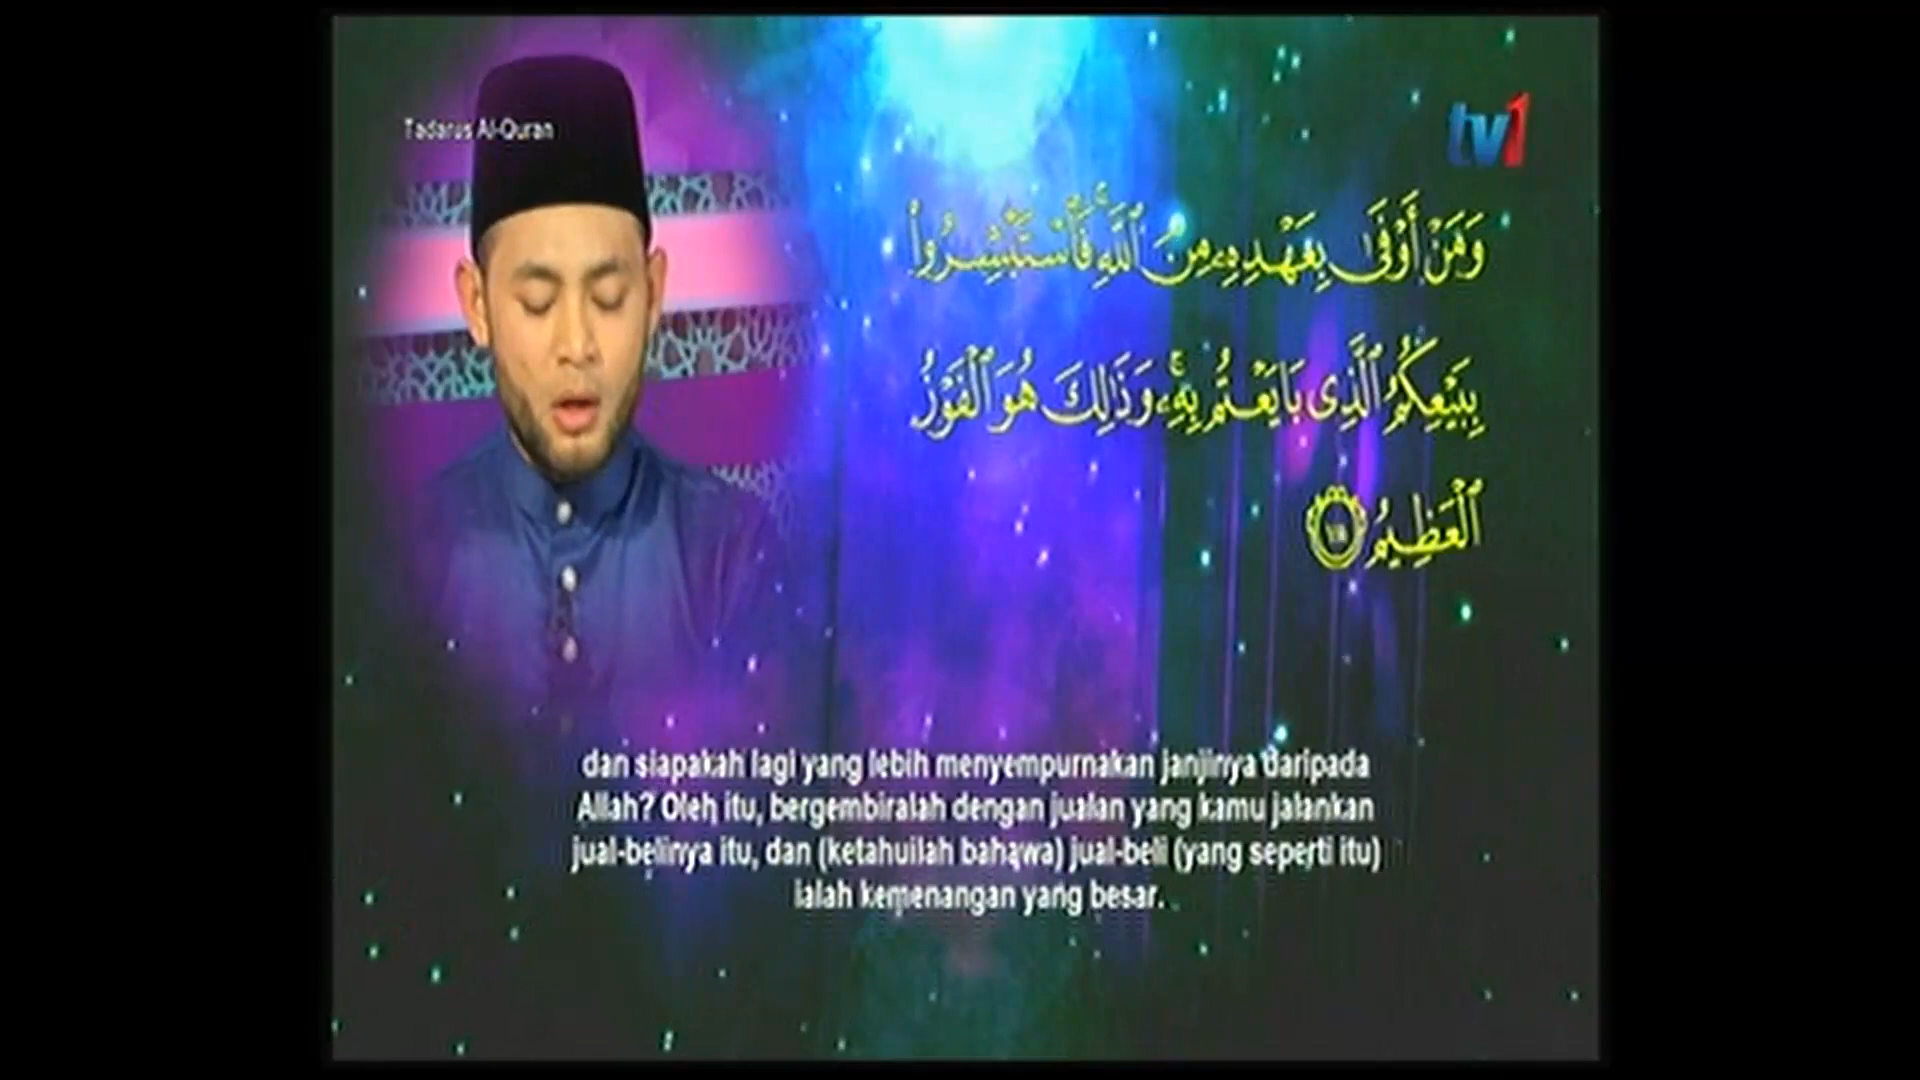 Tadarus Al-Quran
tv1
وَمَنْ أَوْفَىٰ بِعَهْدِهِۦ مِنَ ٱللَّهِ ۚ فَٱسْتَبْشِرُوا۟
بِبَيْعِكُمُ ٱلَّذِى بَايَعْتُم بِهِۦ ۚ وَذَٰلِكَ هُوَ ٱلْفَوْزُ
ٱلْعَظِيمُ
dan siapakah lagi yang lebih menyempurnakan janjinya daripada
Allah? Oleh itu, bergembiralah dengan jualan yang kamu jalankan
jual-belinya itu, dan (ketahuilah bahawa) jual-beli (yang seperti itu)
ialah kemenangan yang besar.